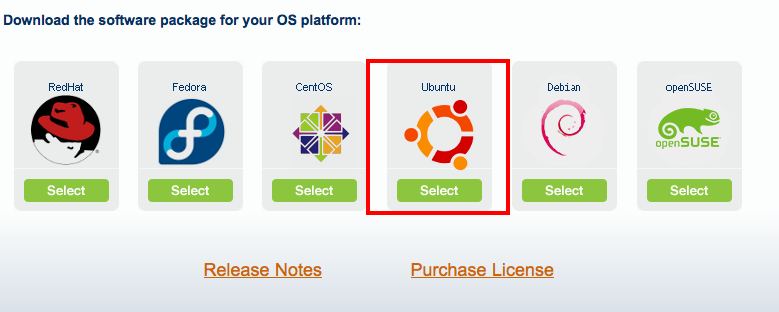 Download the software package for your OS platform:
RedHat Fedora CentOS Ubuntu Debian openSUSE
openSUSE
Select Select Select Select Select Select
Release Notes Purchase License